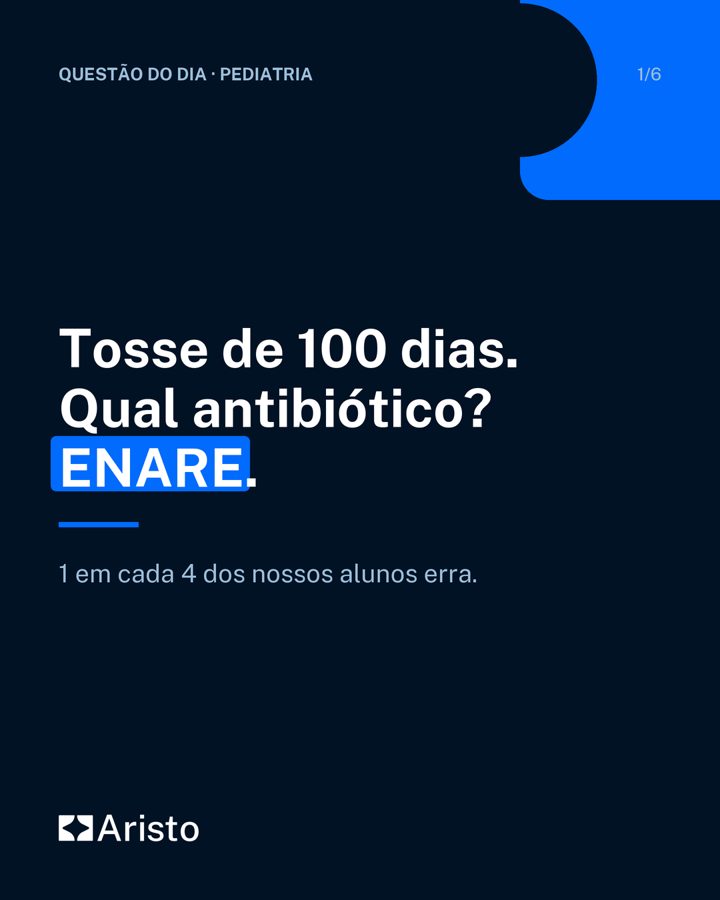 QUESTÃO DO DIA · PEDIATRIA
1/6
Tosse de 100 dias.
Qual antibiótico?
ENARE.
1 em cada 4 dos nossos alunos erra.
Aristo